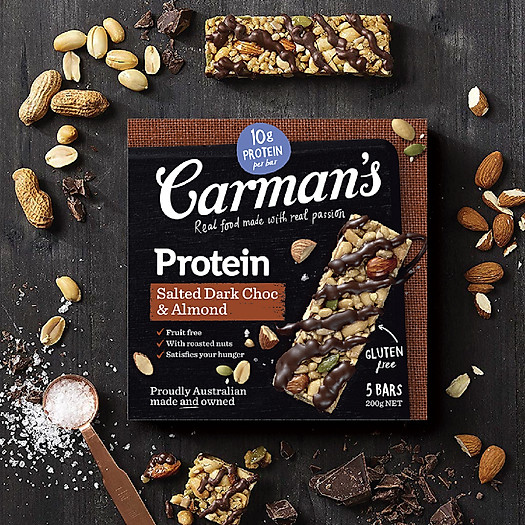 10g
PROTEIN
per bar
Carman's
Real food made with real passion
Protein
Salted Dark Choc
& Almond
✓ Fruit free
✓ With roasted nuts
✓ Satisfies your hunger
GLUTEN
free
Proudly Australian
made and owned
5 BARS
200g NET